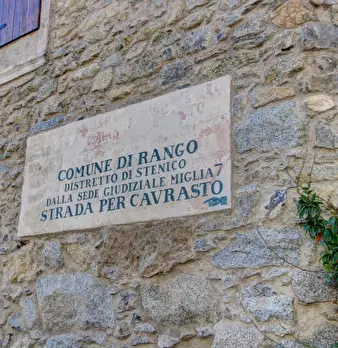 COMUNE DI RANGO
DISTRETTO DI STENICO
DALLA SEDE GIUDIZIALE MIGLIA 7
STRADA PER CAVRASTO